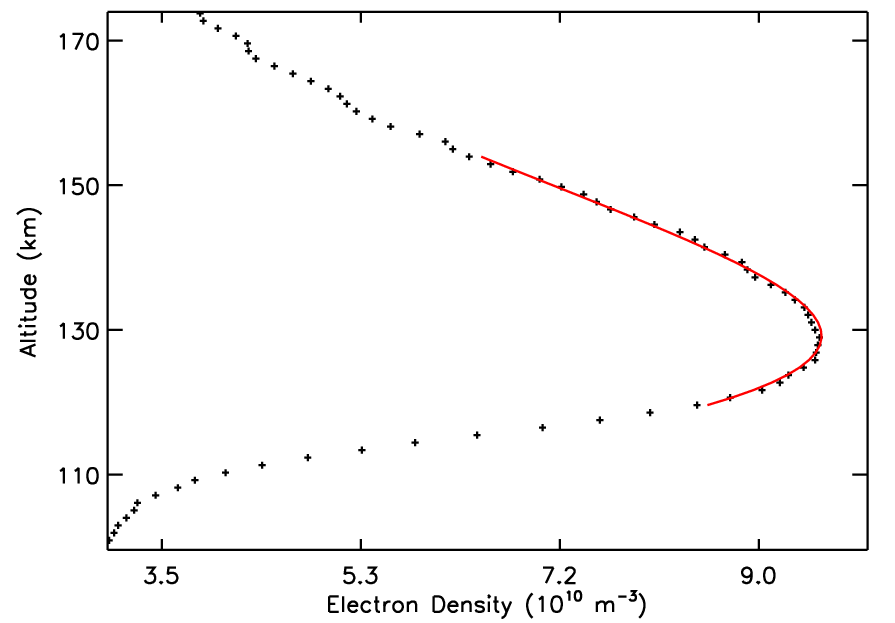 170
150
130
110
Altitude (km)
3.5 5.3 7.2 9.0
Electron Density (10¹⁰ m⁻³)